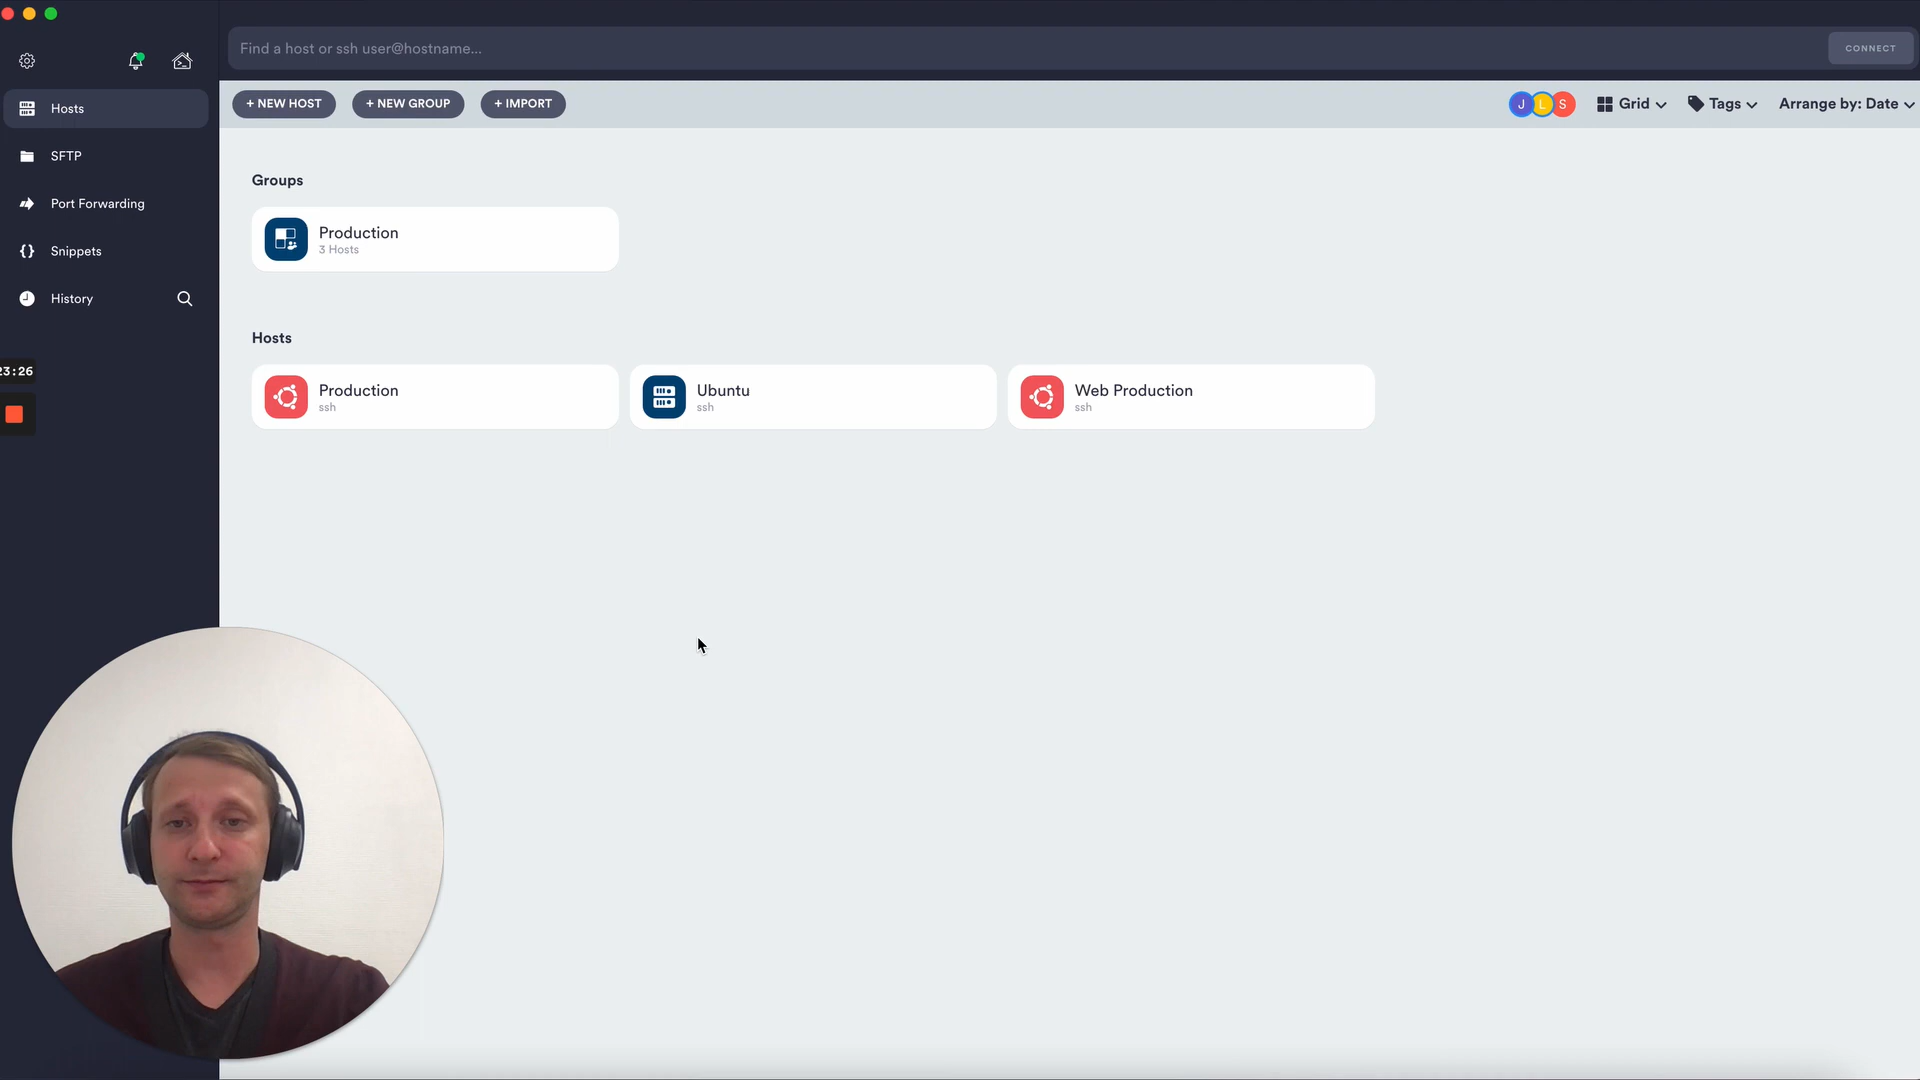 Find a host or ssh user@hostname...
CONNECT
Hosts
SFTP
Port Forwarding
Snippets
History
23:26
+ NEW HOST
+ NEW GROUP
+ IMPORT
J
L
S
Grid
Tags
Arrange by: Date
Groups
Production
3 Hosts
Hosts
Production
ssh
Ubuntu
ssh
Web Production
ssh